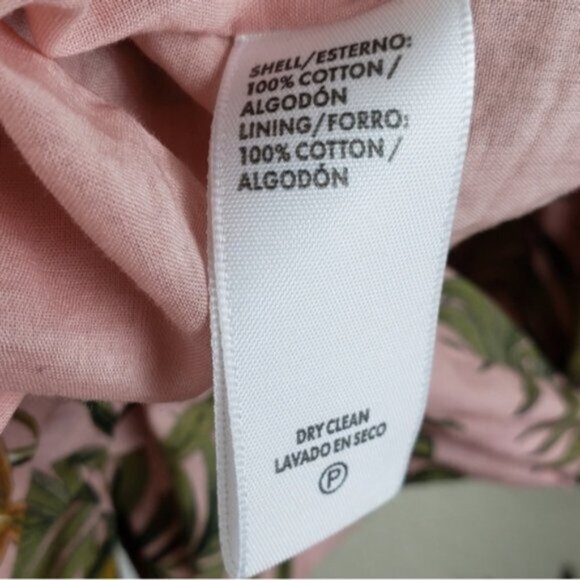 SHELL/ESTERNO:
100% COTTON/
ALGODÓN
LINING/FORRO:
100% COTTON/
ALGODÓN
DRY CLEAN
LAVADO EN SECO
P